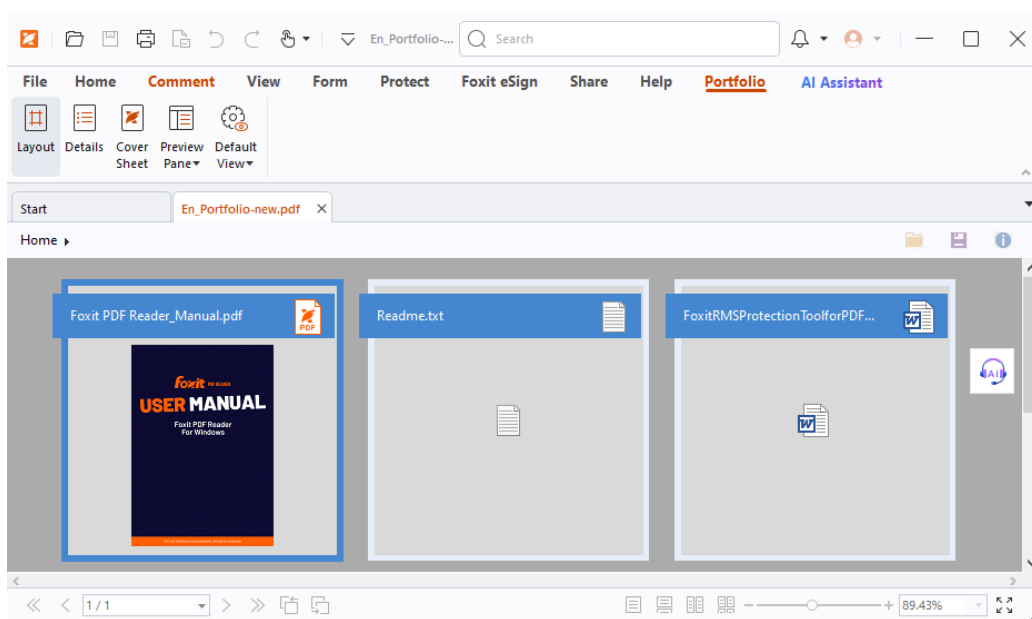 En_Portfolio-...
Search
File Home Comment View Form Protect Foxit eSign Share Help Portfolio AI Assistant
Layout Details Cover Sheet Preview Pane Default View
Start En_Portfolio-new.pdf
Home
Foxit PDF Reader_Manual.pdf
PDF
Readme.txt
FoxitRMSProtectionToolforPDF...
W
AI
foxit PDF READER
USER MANUAL
Foxit PDF Reader
For Windows
W
1 / 1
89.43%